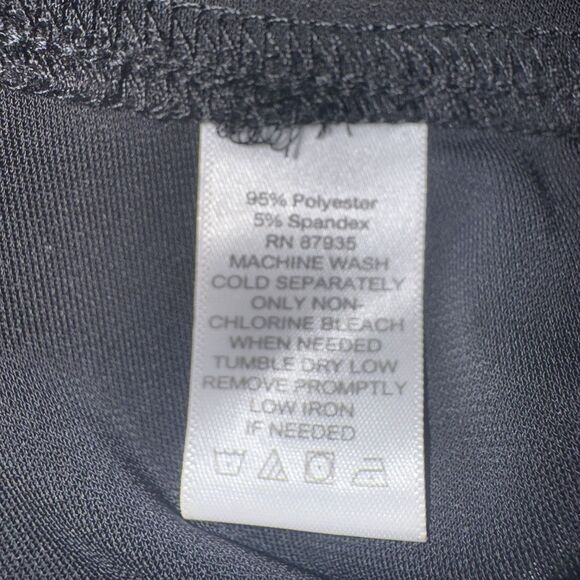 95% Polyester
5% Spandex
RN 87935
MACHINE WASH
COLD SEPARATELY
ONLY NON-
CHLORINE BLEACH
WHEN NEEDED
TUMBLE DRY LOW
REMOVE PROMPTLY
LOW IRON
IF NEEDED